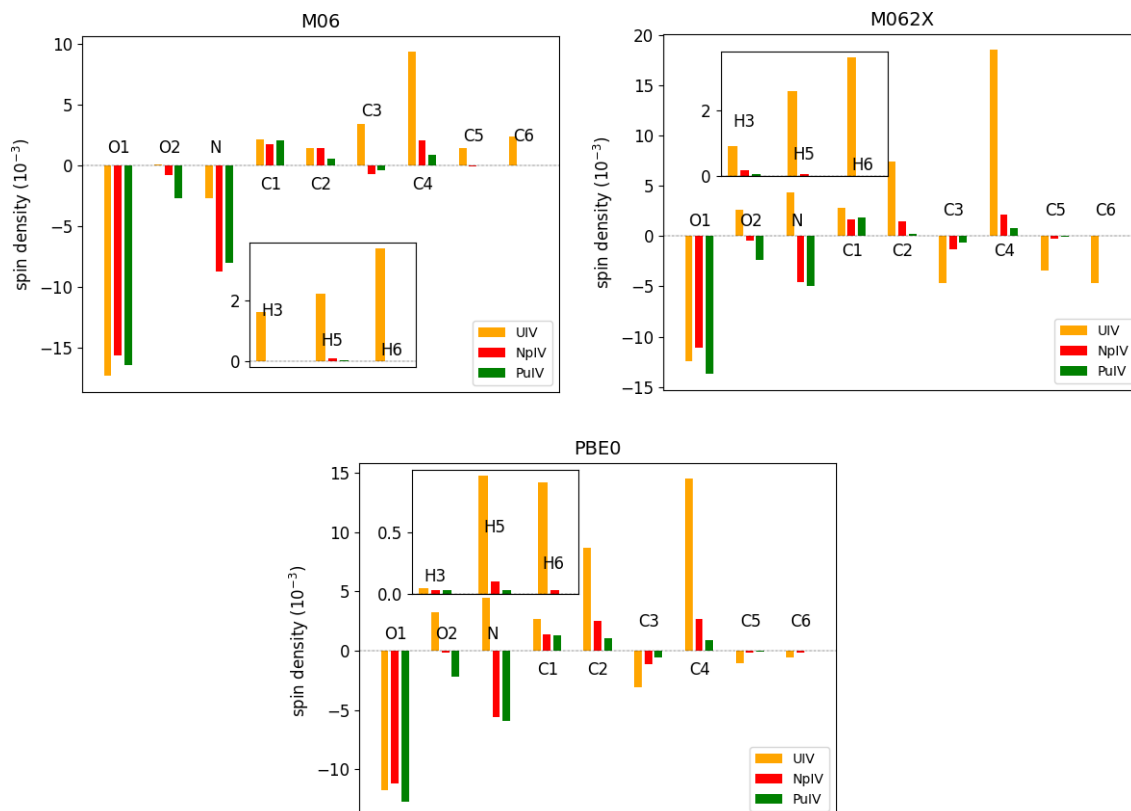 M06
spin density (10⁻³)
10
5
0
−5
−10
−15
O1
O2
N
C1
C2
C3
C4
C5
C6
2
0
H3
H5
H6
UIV
NpIV
PuIV
M062X
spin density (10⁻³)
20
15
10
5
0
−5
−10
−15
2
0
H3
H5
H6
O1
O2
N
C1
C2
C3
C4
C5
C6
UIV
NpIV
PuIV
PBE0
spin density (10⁻³)
15
10
5
0
−5
−10
0.5
0.0
H3
H5
H6
O1
O2
N
C1
C2
C3
C4
C5
C6
UIV
NpIV
PuIV